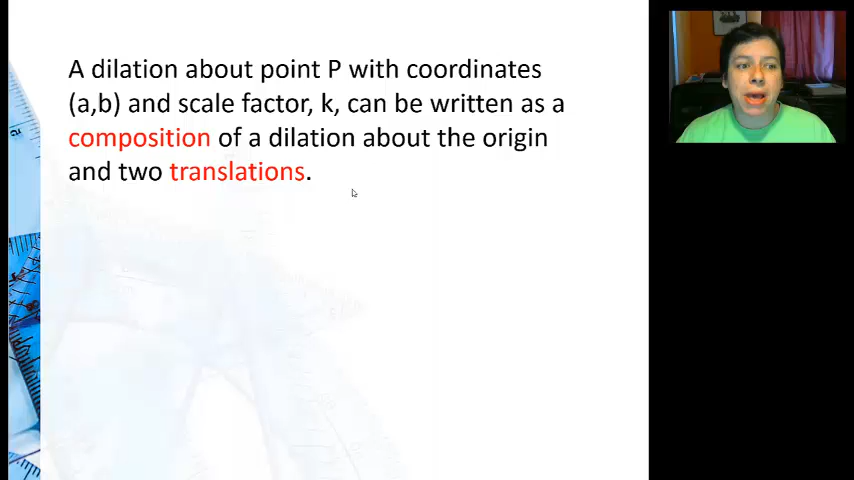 A dilation about point P with coordinates
(a,b) and scale factor, k, can be written as a
composition of a dilation about the origin
and two translations.